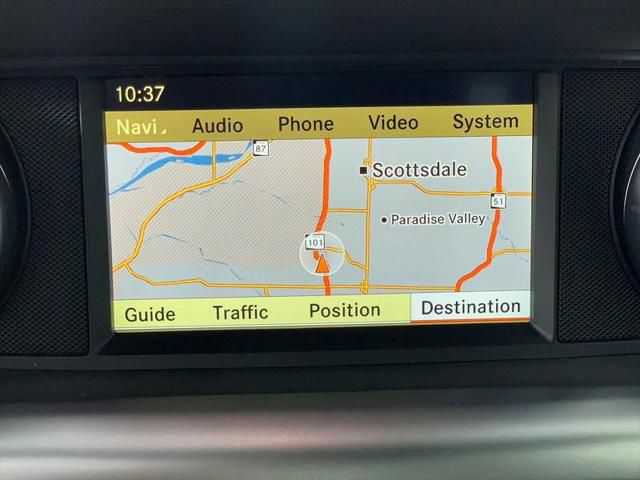 10:37
Navi Audio Phone Video System
87
Scottsdale
51
Paradise Valley
101
Guide Traffic Position Destination